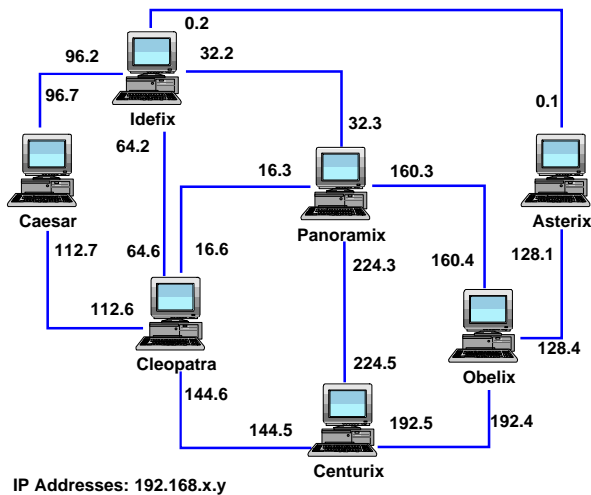 0.2
96.2
32.2
96.7
0.1
Idefix
32.3
64.2
16.3
160.3
Caesar
Panoramix
Asterix
112.7
64.6
16.6
224.3
160.4
128.1
112.6
Cleopatra
128.4
224.5
Obelix
144.6
144.5
192.5
192.4
Centurix
IP Addresses: 192.168.x.y